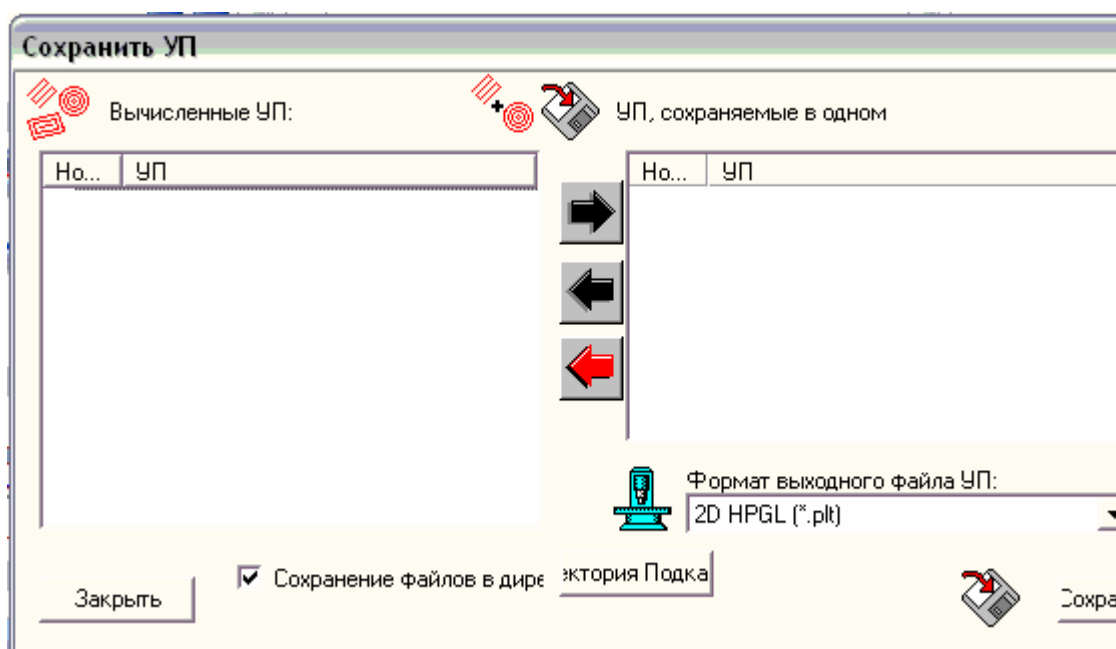 Сохранить УП
Вычисленные УП:
УП, сохраняемые в одном
Но... УП
Но... УП
Формат выходного файла УП:
2D HPGL (*.plt)
Сохранение файлов в дире
эктория Подка
Закрыть
Сохра